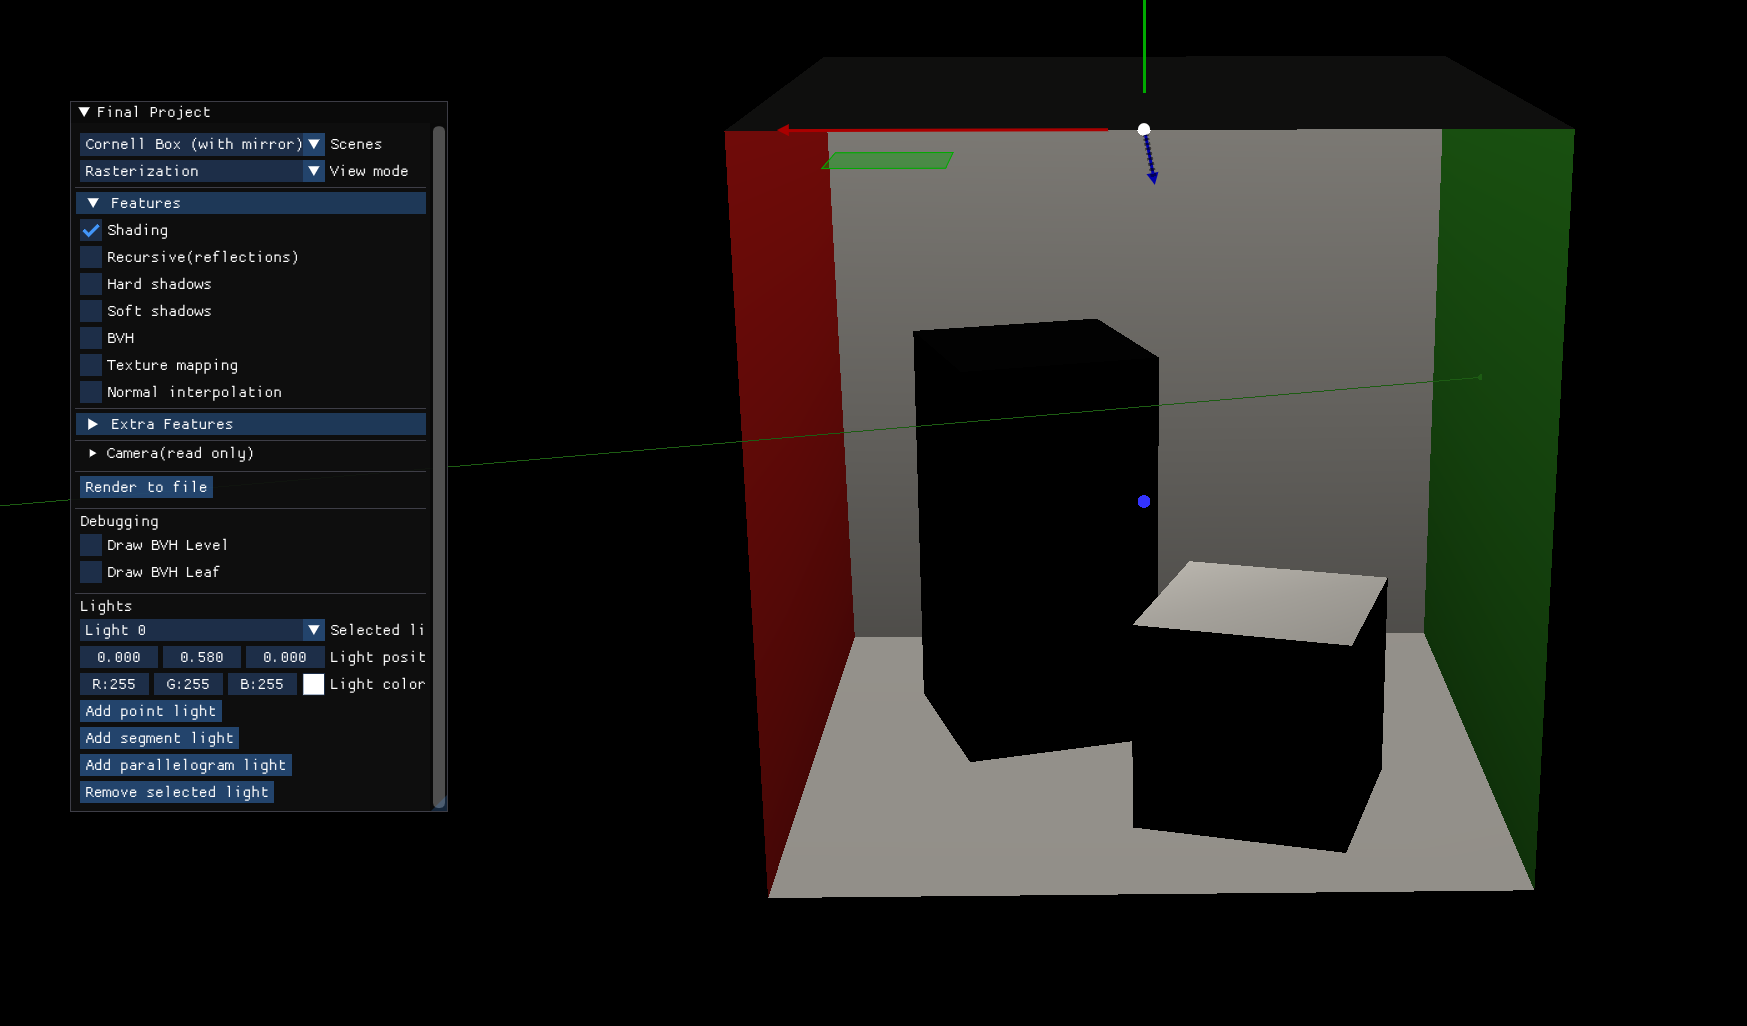 Final Project
Cornell Box (with mirror) Scenes
Rasterization View mode
Features
Shading
Recursive(reflections)
Hard shadows
Soft shadows
BVH
Texture mapping
Normal interpolation
Extra Features
Camera(read only)
Render to file
Debugging
Draw BVH Level
Draw BVH Leaf
Lights
Light 0 Selected li
0.000 0.580 0.000 Light posit
R:255 G:255 B:255 Light color
Add point light
Add segment light
Add parallelogram light
Remove selected light